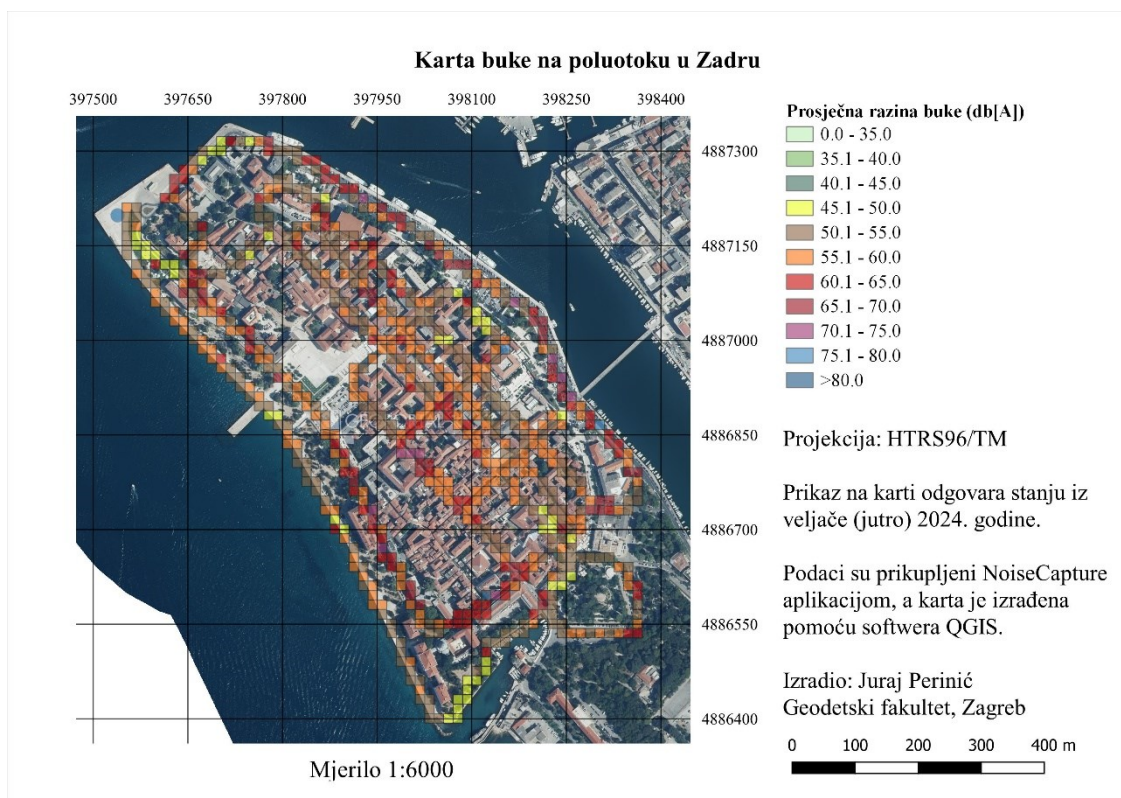 Karta buke na poluotoku u Zadru
397500 397650 397800 397950 398100 398250 398400
4887300
4887150
4887000
4886850
4886700
4886550
4886400
Prosječna razina buke (db[A])
0.0 - 35.0
35.1 - 40.0
40.1 - 45.0
45.1 - 50.0
50.1 - 55.0
55.1 - 60.0
60.1 - 65.0
65.1 - 70.0
70.1 - 75.0
75.1 - 80.0
>80.0
Projekcija: HTRS96/TM
Prikaz na karti odgovara stanju iz
veljače (jutro) 2024. godine.
Podaci su prikupljeni NoiseCapture
aplikacijom, a karta je izrađena
pomoću softwera QGIS.
Izradio: Juraj Perinić
Geodetski fakultet, Zagreb
0 100 200 300 400 m
Mjerilo 1:6000